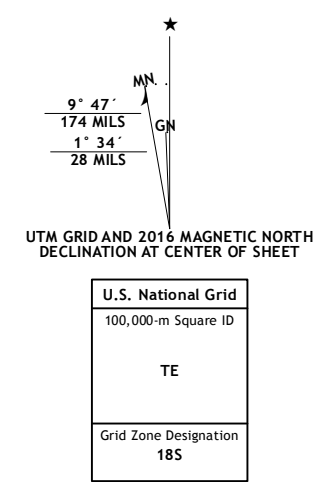 ★
MN
9° 47´
174 MILS
GN
1° 34´
28 MILS
UTM GRID AND 2016 MAGNETIC NORTH
DECLINATION AT CENTER OF SHEET
U.S. National Grid
100,000-m Square ID
TE
Grid Zone Designation
18S